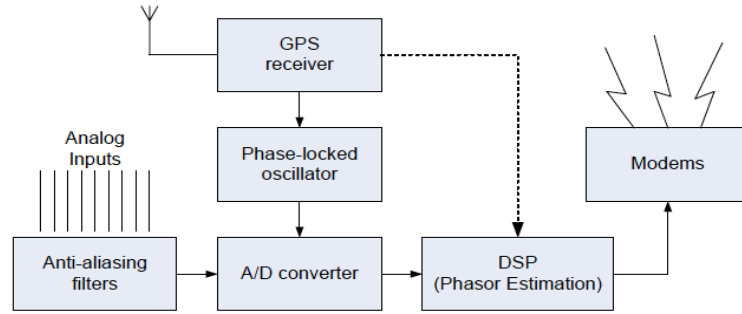 GPS
receiver
Analog
Inputs
Phase-locked
oscillator
Modems
Anti-aliasing
filters
A/D converter
DSP
(Phasor Estimation)